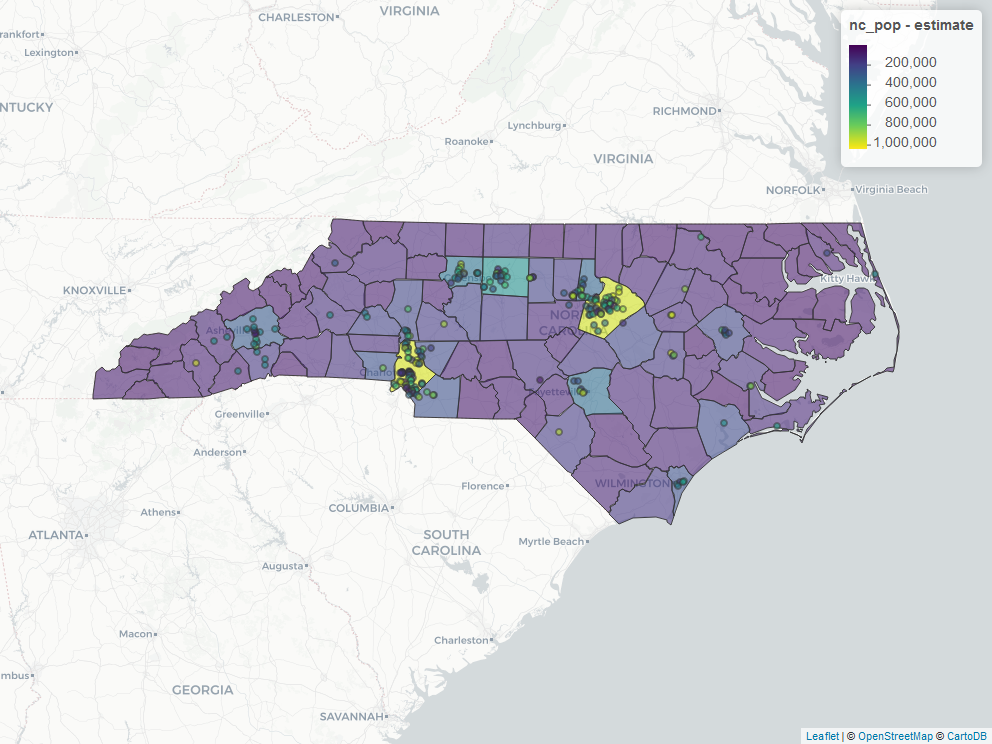 VIRGINIA
CHARLESTON
rankfort
Lexington
nc_pop - estimate
200,000
400,000
600,000
800,000
1,000,000
NTUCKY
RICHMOND
Lynchburg
Roanoke
VIRGINIA
NORFOLK
Virginia Beach
KNOXVILLE
Kitty Hawk
NOR
CARO
Ashevill
Charlo
Fayetteville
Greenville
Anderson
WILMINGTON
Florence
COLUMBIA
Athens
ATLANTA
SOUTH
CAROLINA
Myrtle Beach
Augusta
Macon
Charleston
mbus
GEORGIA
SAVANNAH
Leaflet | © OpenStreetMap © CartoDB